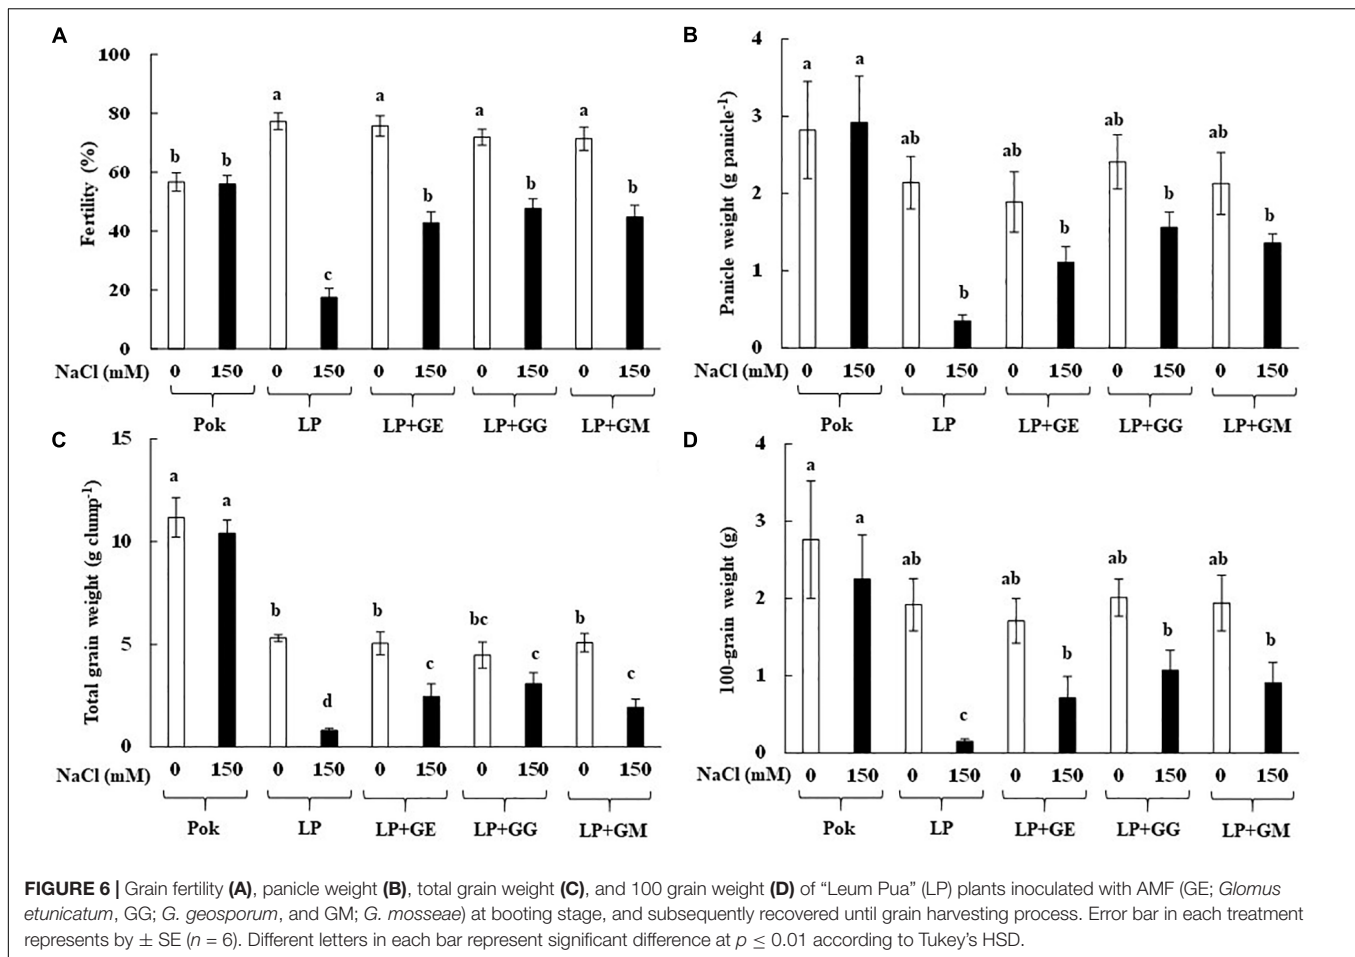 A
Fertility (%)
100
80
60
40
20
0
b b a c a b a b a b
NaCl (mM) 0 150 0 150 0 150 0 150 0 150
Pok LP LP+GE LP+GG LP+GM
B
Panicle weight (g panicle-1)
4
3
2
1
0
a a ab b ab b ab b ab b
NaCl (mM) 0 150 0 150 0 150 0 150 0 150
Pok LP LP+GE LP+GG LP+GM
C
Total grain weight (g clump-1)
15
10
5
0
a a b d b c bc c b c
NaCl (mM) 0 150 0 150 0 150 0 150 0 150
Pok LP LP+GE LP+GG LP+GM
D
100-grain weight (g)
4
3
2
1
0
a a ab c ab b ab b ab b
NaCl (mM) 0 150 0 150 0 150 0 150 0 150
Pok LP LP+GE LP+GG LP+GM
FIGURE 6 | Grain fertility (A), panicle weight (B), total grain weight (C), and 100 grain weight (D) of “Leum Pua” (LP) plants inoculated with AMF (GE; Glomus
etunicatum, GG; G. geosporum, and GM; G. mosseae) at booting stage, and subsequently recovered until grain harvesting process. Error bar in each treatment
represents by ± SE (n = 6). Different letters in each bar represent significant difference at p ≤ 0.01 according to Tukey’s HSD.